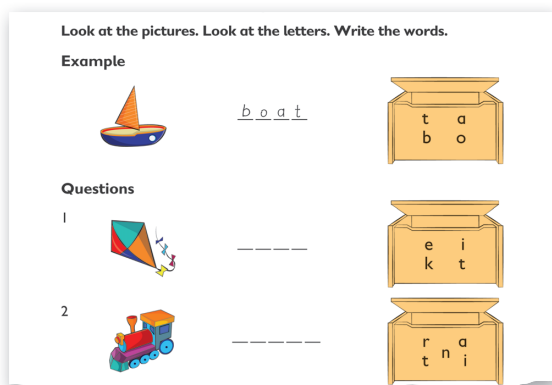 Look at the pictures. Look at the letters. Write the words.
Example
b o a t
t a
b o
Questions
1
e i
k t
2
r a
n
t i